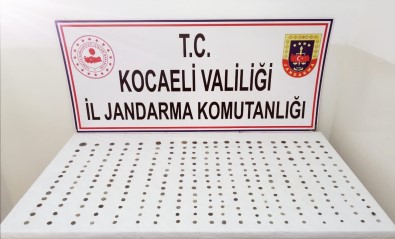 T.C.
KOCAELİ VALİLİĞİ
İL JANDARMA KOMUTANLIĞI